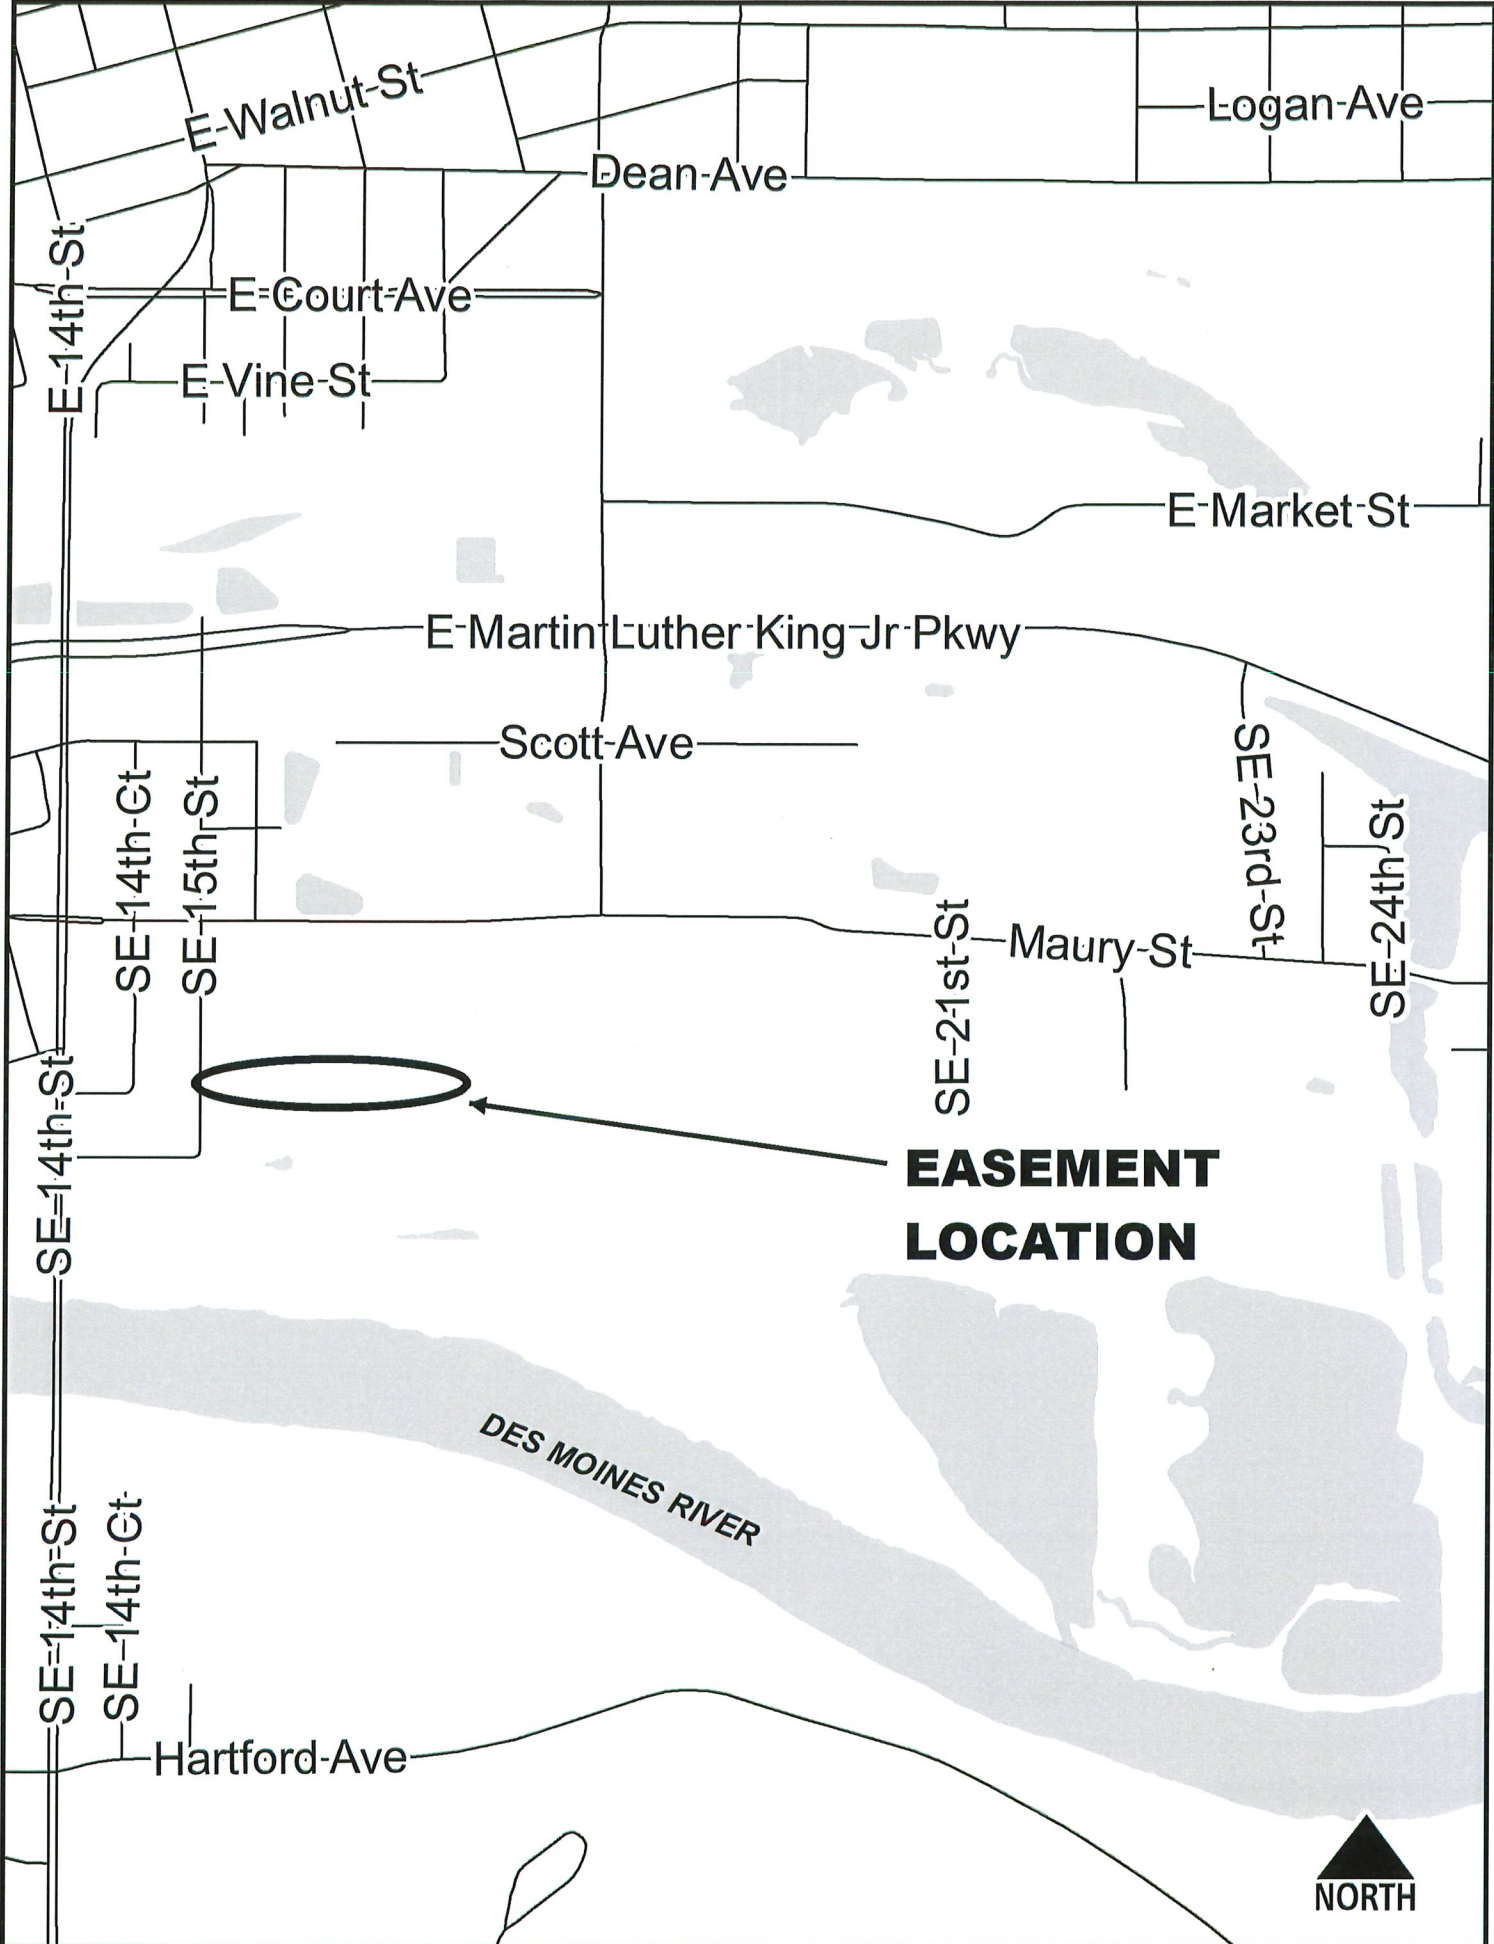 E Walnut St
Logan Ave
Dean Ave
E 14th St
E Court Ave
E Vine St
E Market St
E Martin Luther King Jr Pkwy
Scott Ave
SE 14th Ct
SE 15th St
SE 23rd St
SE 24th St
SE 21st St
Maury St
SE 14th St
EASEMENT
LOCATION
DES MOINES RIVER
SE 14th St
SE 14th Ct
Hartford Ave
NORTH